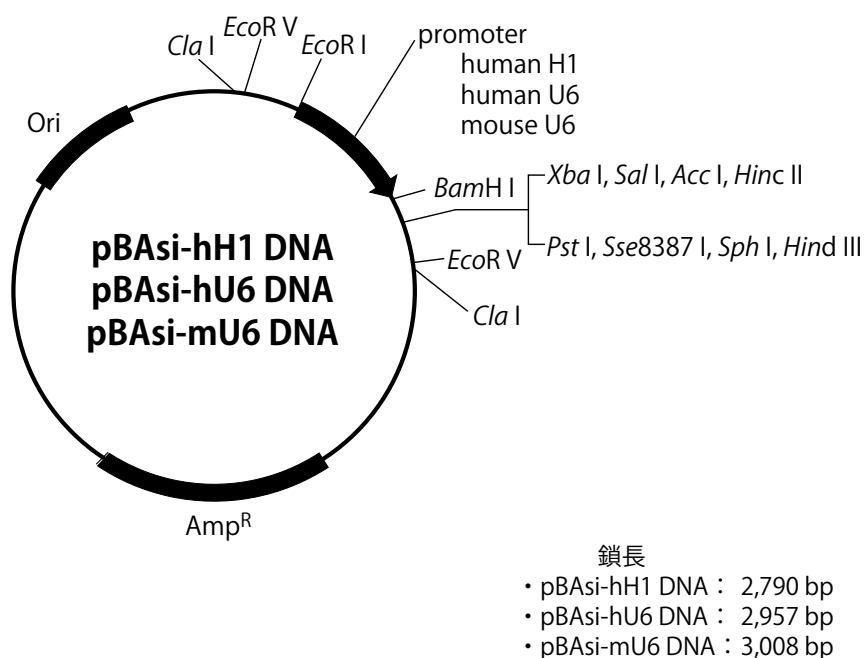 Cla I
EcoR V
EcoR I
promoter
human H1
human U6
mouse U6
Ori
BamH I
Xba I, Sal I, Acc I, Hinc II
Pst I, Sse8387 I, Sph I, Hind III
EcoR V
Cla I
pBAsi-hH1 DNA
pBAsi-hU6 DNA
pBAsi-mU6 DNA
AmpR
鎖長
・pBAsi-hH1 DNA： 2,790 bp
・pBAsi-hU6 DNA： 2,957 bp
・pBAsi-mU6 DNA：3,008 bp